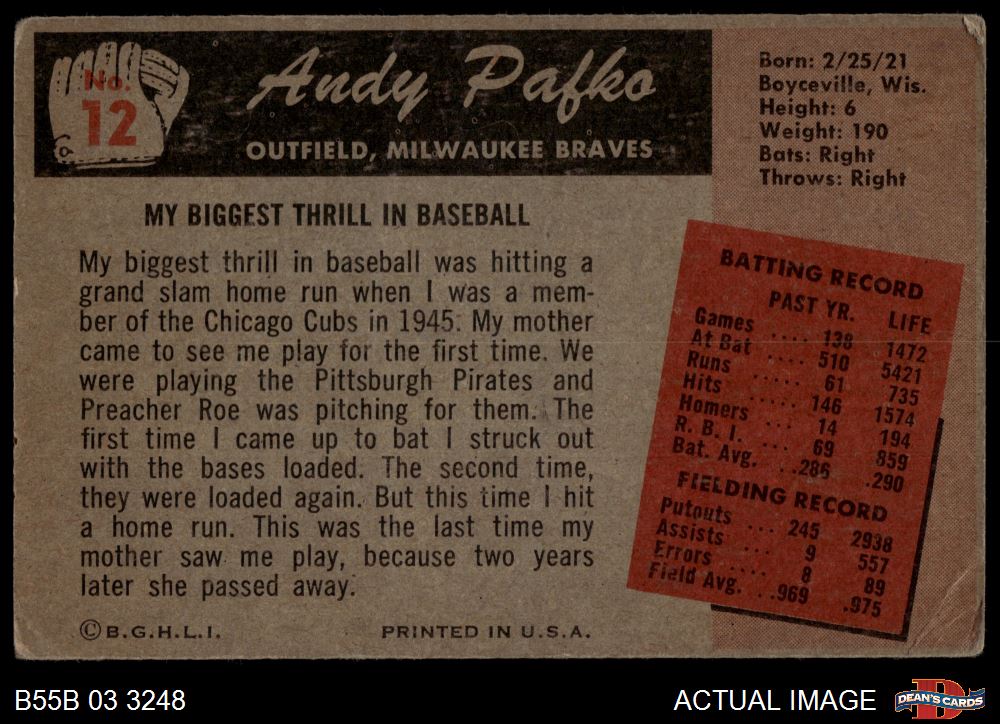 No.
12
Andy Pafko
OUTFIELD, MILWAUKEE BRAVES
Born: 2/25/21
Boyceville, Wis.
Height: 6
Weight: 190
Bats: Right
Throws: Right
MY BIGGEST THRILL IN BASEBALL
My biggest thrill in baseball was hitting a
grand slam home run when I was a mem-
ber of the Chicago Cubs in 1945. My mother
came to see me play for the first time. We
were playing the Pittsburgh Pirates and
Preacher Roe was pitching for them. The
first time I came up to bat I struck out
with the bases loaded. The second time,
they were loaded again. But this time I hit
a home run. This was the last time my
mother saw me play, because two years
later she passed away.
©B.G.H.L.I. PRINTED IN U.S.A.
BATTING RECORD
PAST YR. LIFE
Games .... 138 1472
At Bat .... 510 5421
Runs ..... 61 735
Hits ..... 146 1574
Homers .... 14 194
R. B. I. ... 69 859
Bat. Avg. ..286 .290
FIELDING RECORD
Putouts ... 245 2938
Assists ... 9 557
Errors .... 8 89
Field Avg. ..969 .975
B55B 03 3248
ACTUAL IMAGE
D
DEAN'S CARDS